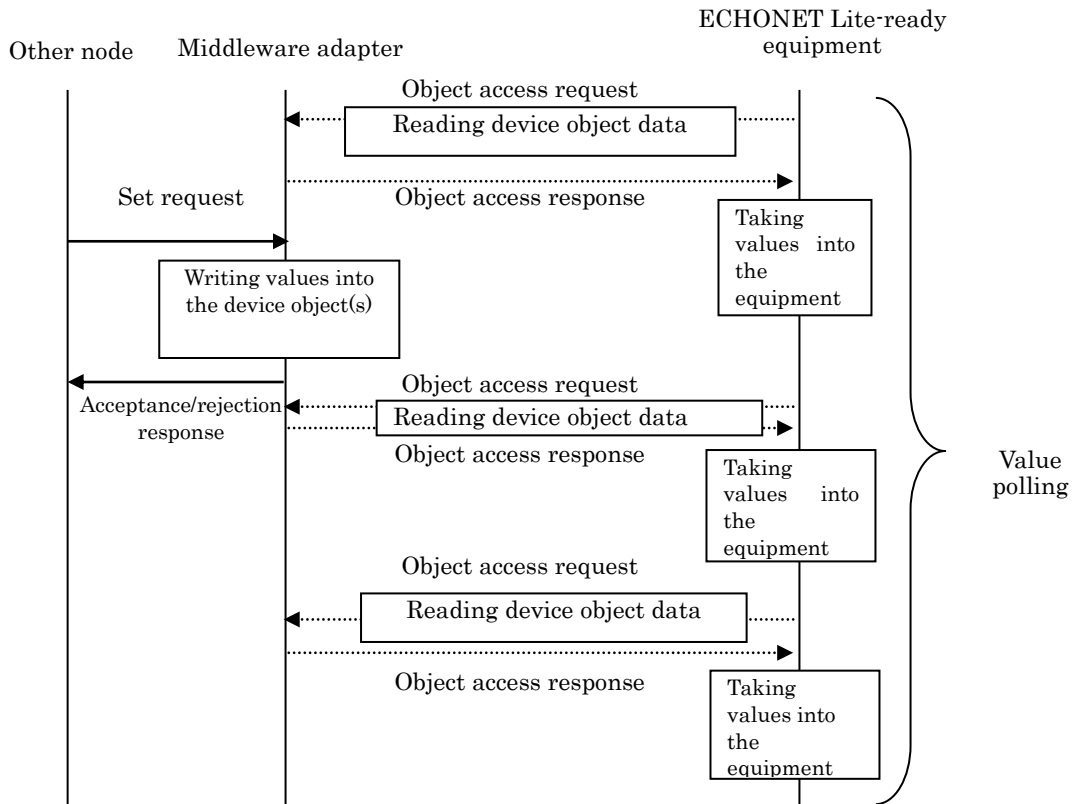 ECHONET Lite-ready
equipment
Other node
Middleware adapter
Object access request
Reading device object data
Object access response
Set request
Taking
values into
the
equipment
Writing values into
the device object(s)
Object access request
Acceptance/rejection
response
Reading device object data
Object access response
Taking
values into
the
equipment
Value
polling
Object access request
Reading device object data
Object access response
Taking
values into
the
equipment